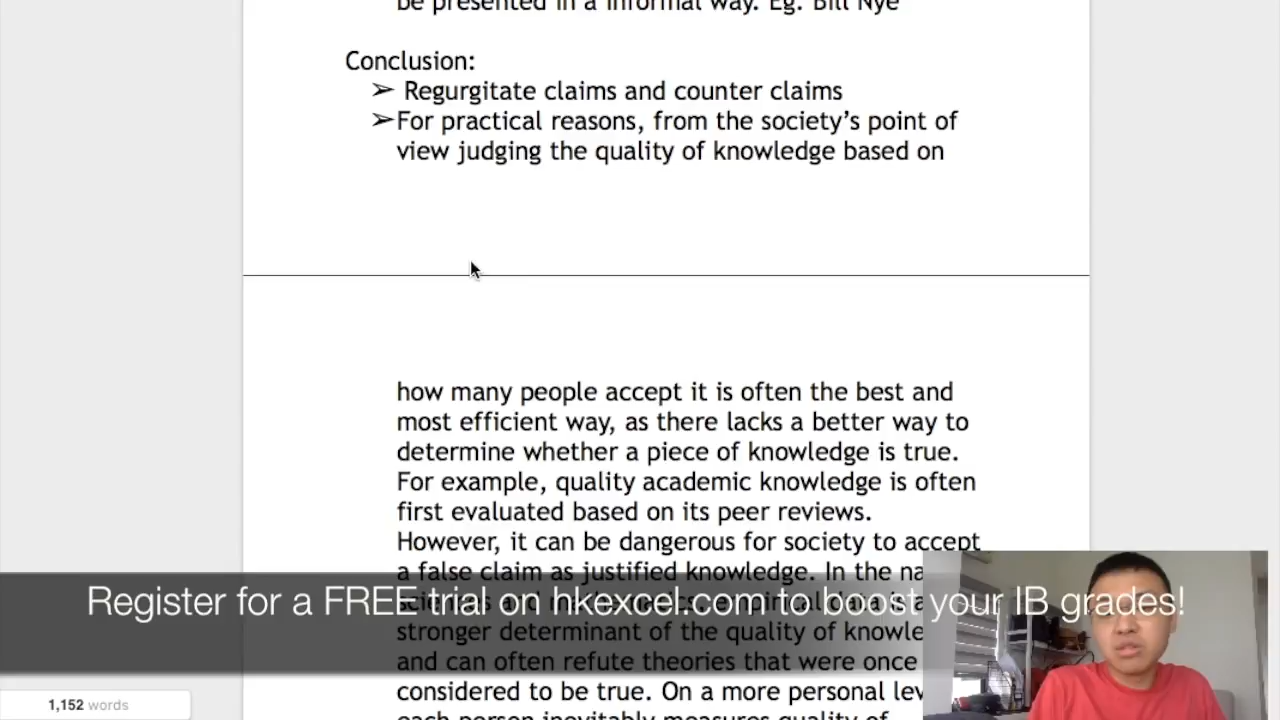 be presented in a informal way. Eg. Bill Nye
Conclusion:
➢ Regurgitate claims and counter claims
➢For practical reasons, from the society's point of
view judging the quality of knowledge based on
how many people accept it is often the best and
most efficient way, as there lacks a better way to
determine whether a piece of knowledge is true.
For example, quality academic knowledge is often
first evaluated based on its peer reviews.
However, it can be dangerous for society to accept
a false claim as justified knowledge. In the na
Register for a FREE trial on hkexcel.com to boost your IB grades!
stronger determinant of the quality of knowle
and can often refute theories that were once
considered to be true. On a more personal lev
each person inevitably measures quality of
1,152 words